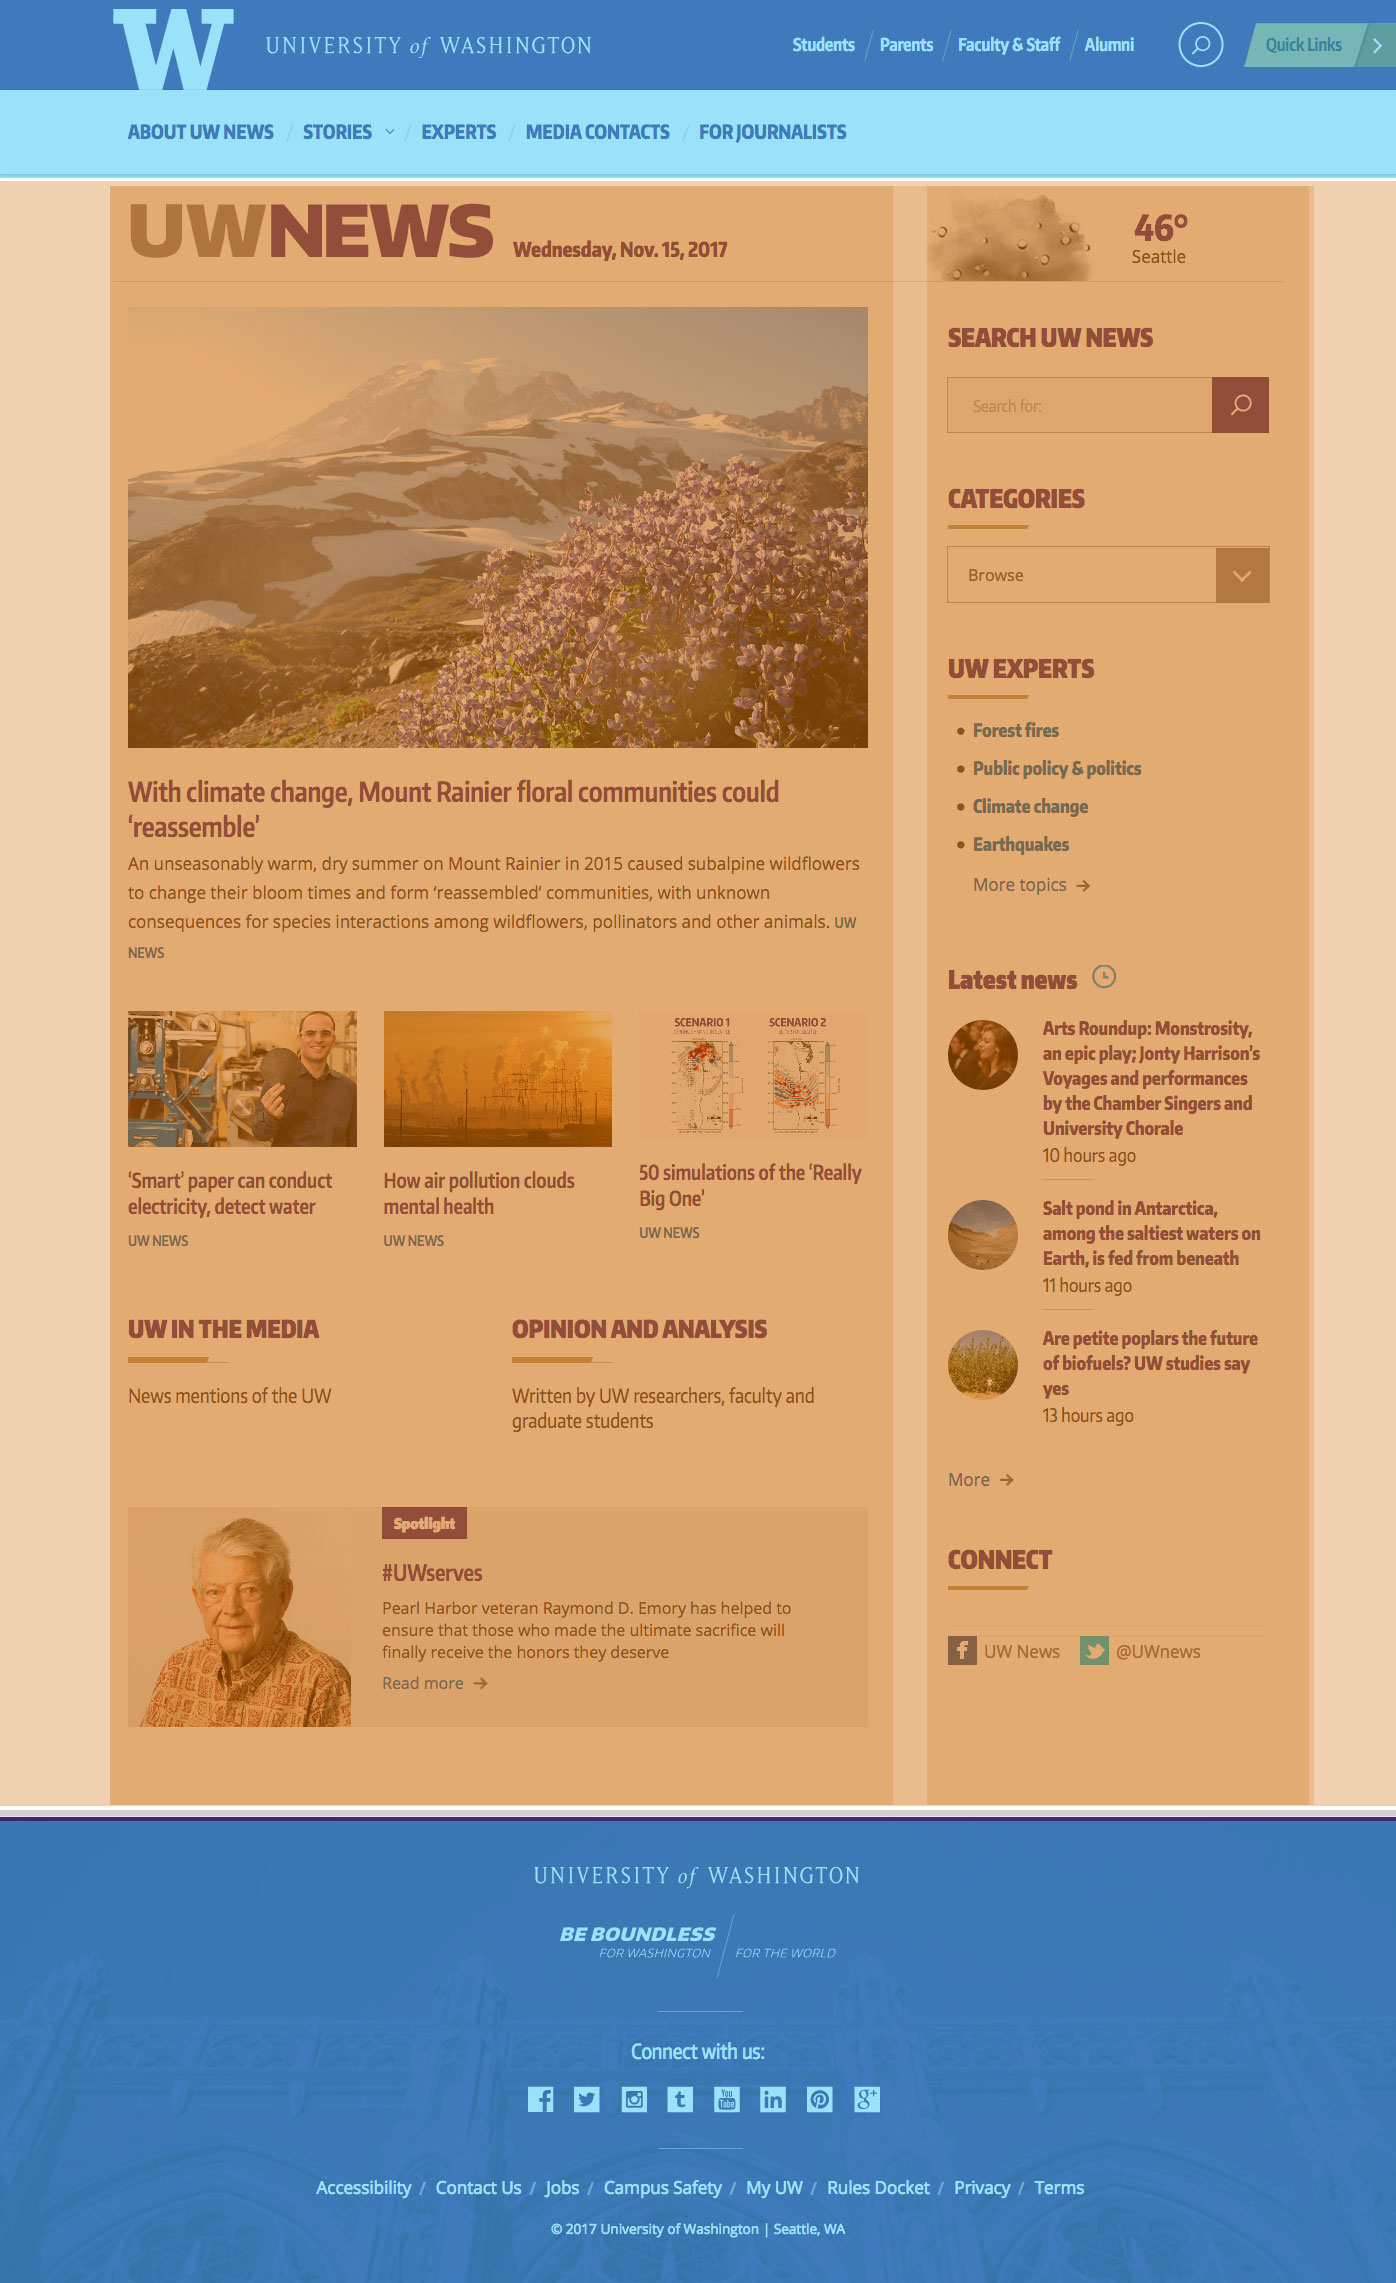 W
UNIVERSITY of WASHINGTON
Students Parents Faculty & Staff Alumni
Quick Links
ABOUT UW NEWS / STORIES / EXPERTS / MEDIA CONTACTS / FOR JOURNALISTS
UWNEWS Wednesday, Nov. 15, 2017
46°
Seattle
With climate change, Mount Rainier floral communities could
‘reassemble’
An unseasonably warm, dry summer on Mount Rainier in 2015 caused subalpine wildflowers
to change their bloom times and form ‘reassembled’ communities, with unknown
consequences for species interactions among wildflowers, pollinators and other animals. UW
NEWS
‘Smart’ paper can conduct
electricity, detect water
UW NEWS
How air pollution clouds
mental health
UW NEWS
SCENARIO 1 SCENARIO 2
50 simulations of the ‘Really
Big One’
UW NEWS
UW IN THE MEDIA
News mentions of the UW
OPINION AND ANALYSIS
Written by UW researchers, faculty and
graduate students
Spotlight
#UWserves
Pearl Harbor veteran Raymond D. Emory has helped to
ensure that those who made the ultimate sacrifice will
finally receive the honors they deserve
Read more
SEARCH UW NEWS
Search for:
CATEGORIES
Browse
UW EXPERTS
• Forest fires
• Public policy & politics
• Climate change
• Earthquakes
More topics
Latest news
Arts Roundup: Monstrosity,
an epic play; Jonty Harrison’s
Voyages and performances
by the Chamber Singers and
University Chorale
10 hours ago
Salt pond in Antarctica,
among the saltiest waters on
Earth, is fed from beneath
11 hours ago
Are petite poplars the future
of biofuels? UW studies say
yes
13 hours ago
More
CONNECT
UW News @UWnews
UNIVERSITY of WASHINGTON
BE BOUNDLESS
FOR WASHINGTON FOR THE WORLD
Connect with us:
Accessibility / Contact Us / Jobs / Campus Safety / My UW / Rules Docket / Privacy / Terms
© 2017 University of Washington | Seattle, WA